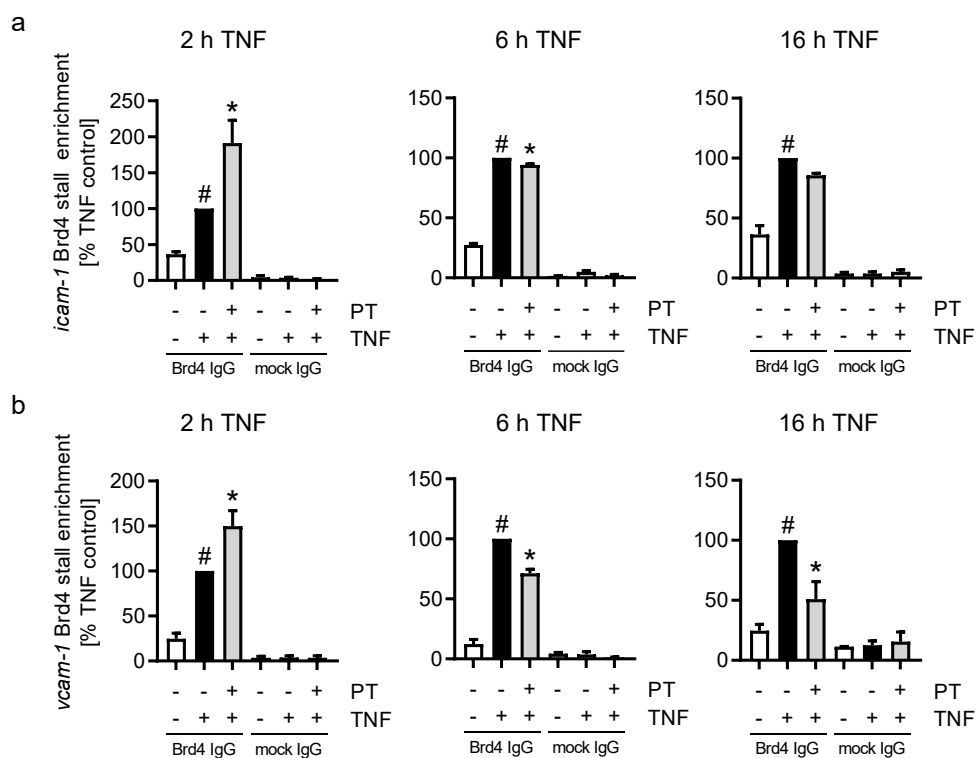 a
2 h TNF
6 h TNF
16 h TNF
icam-1 Brd4 stall enrichment
[% TNF control]
250
200
150
100
50
0
#
*
150
100
50
0
#
*
150
100
50
0
#
- - + - - + PT
- + + - + + TNF
Brd4 IgG mock IgG
- - + - - + PT
- + + - + + TNF
Brd4 IgG mock IgG
- - + - - + PT
- + + - + + TNF
Brd4 IgG mock IgG
b
2 h TNF
6 h TNF
16 h TNF
vcam-1 Brd4 stall enrichment
[% TNF control]
200
150
100
50
0
#
*
150
100
50
0
#
*
150
100
50
0
#
*
- - + - - + PT
- + + - + + TNF
Brd4 IgG mock IgG
- - + - - + PT
- + + - + + TNF
Brd4 IgG mock IgG
- - + - - + PT
- + + - + + TNF
Brd4 IgG mock IgG